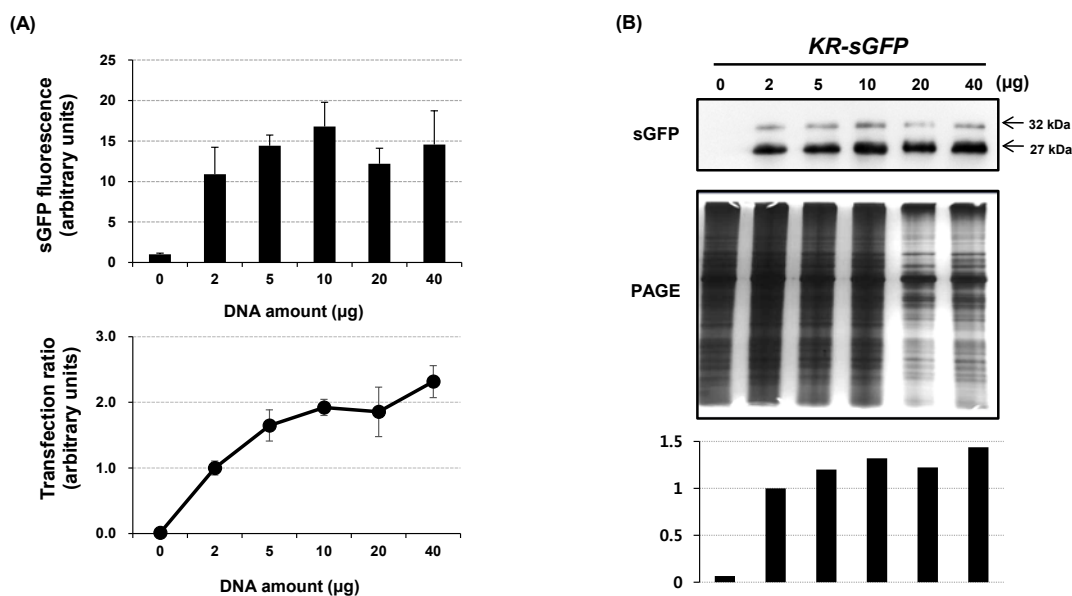 (A)
sGFP fluorescence
(arbitrary units)
25
20
15
10
5
0
0 2 5 10 20 40
DNA amount (µg)
Transfection ratio
(arbitrary units)
3.0
2.0
1.0
0.0
0 2 5 10 20 40
DNA amount (µg)
(B)
KR-sGFP
0 2 5 10 20 40 (µg)
sGFP
32 kDa
27 kDa
PAGE
1.5
1
0.5
0